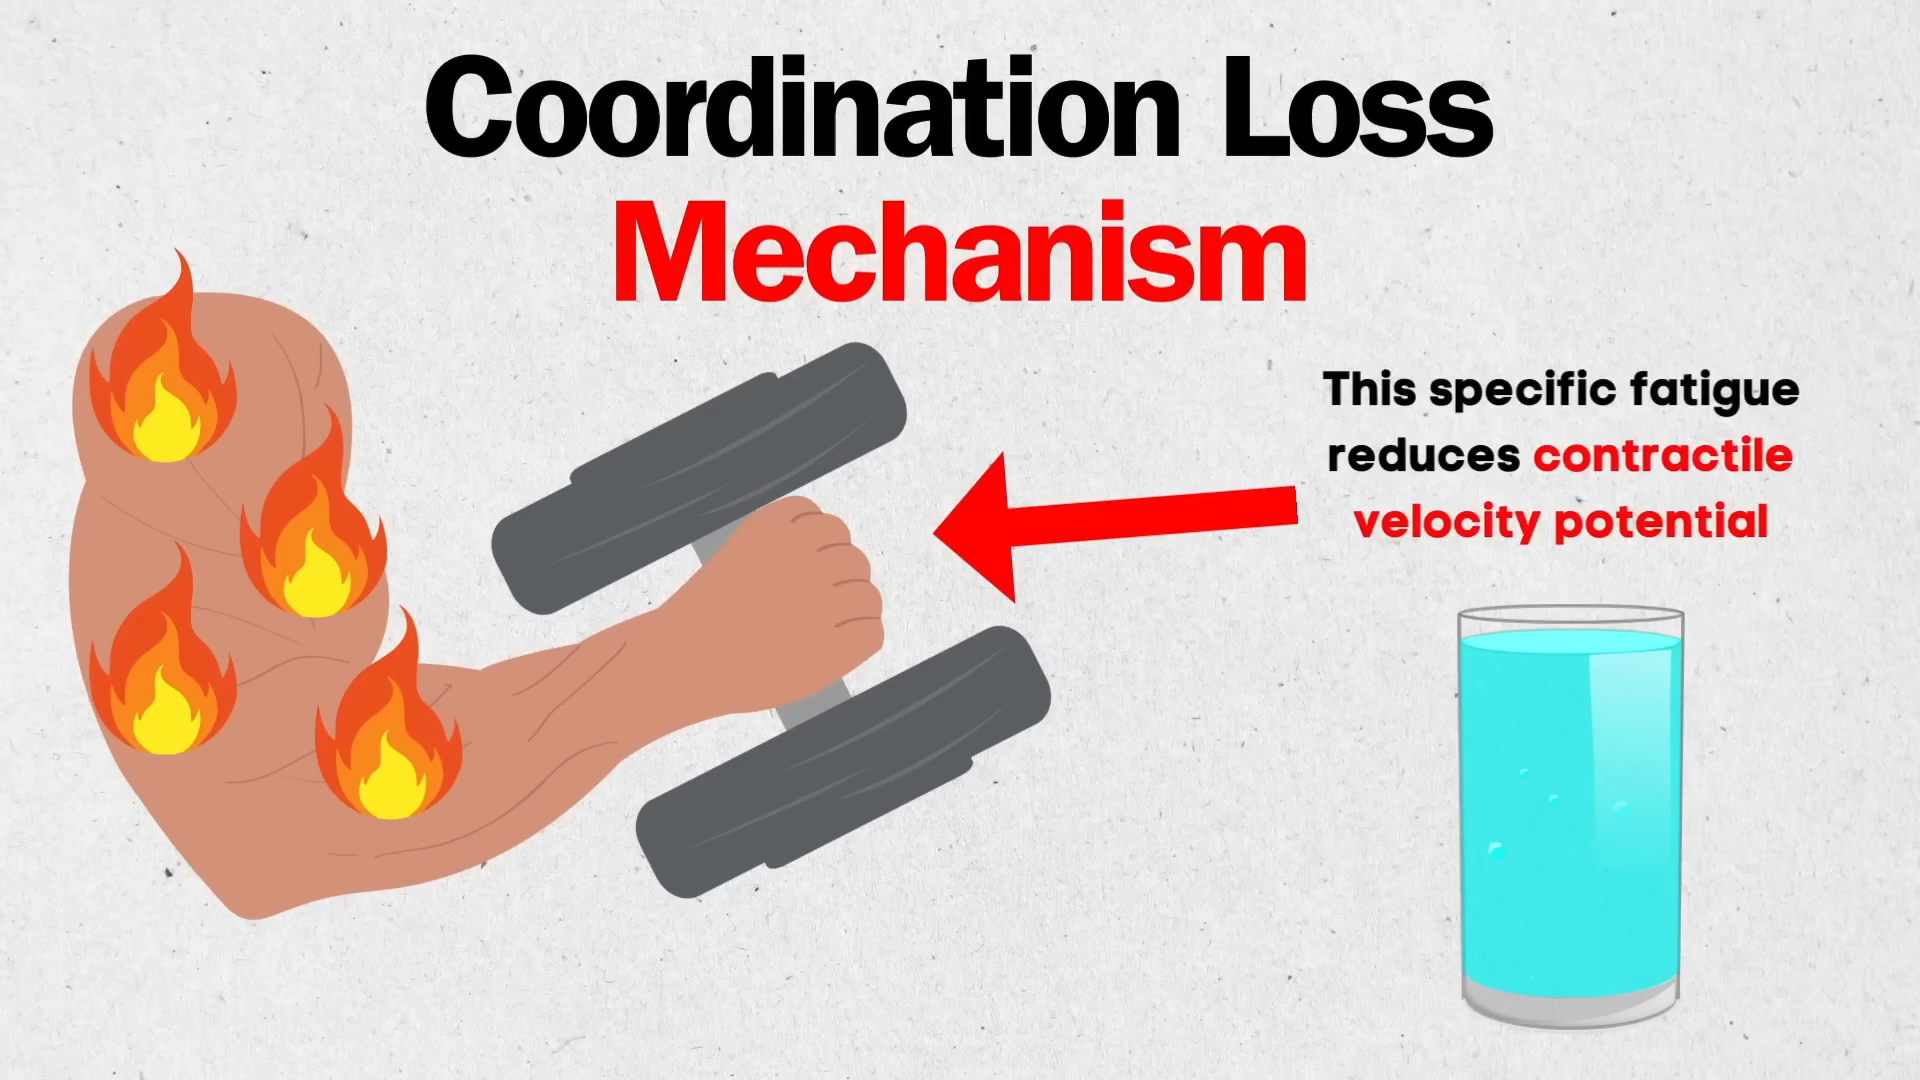 Coordination Loss
Mechanism
This specific fatigue
reduces contractile
velocity potential